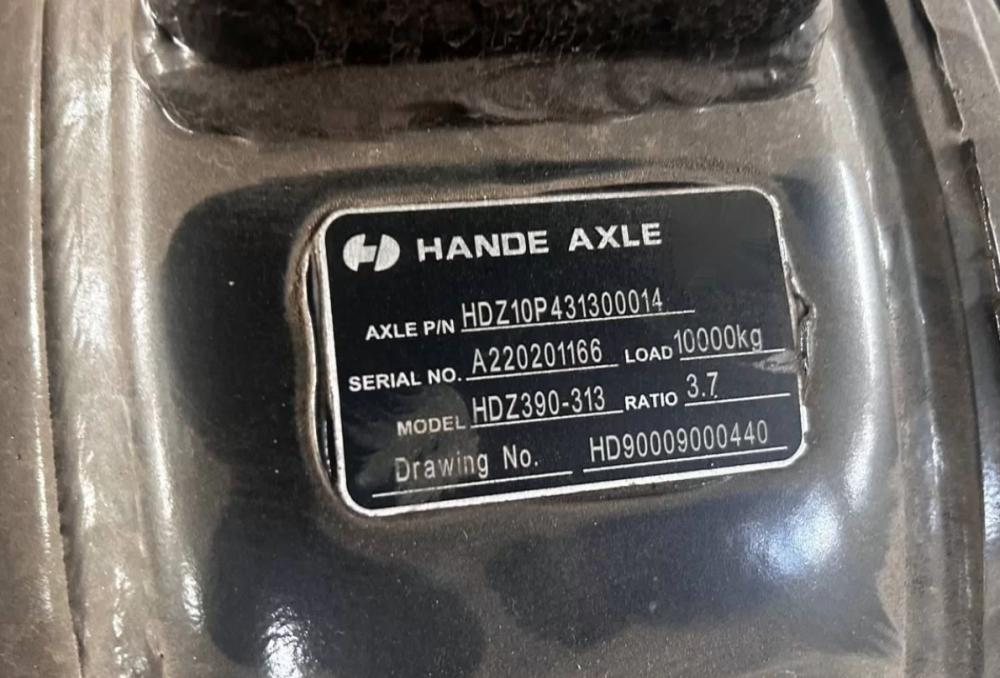 HANDE AXLE
AXLE P/N HDZ10P431300014
SERIAL NO. A220201166 LOAD 10000kg
MODEL HDZ390-313 RATIO 3.7
Drawing No. HD90009000440